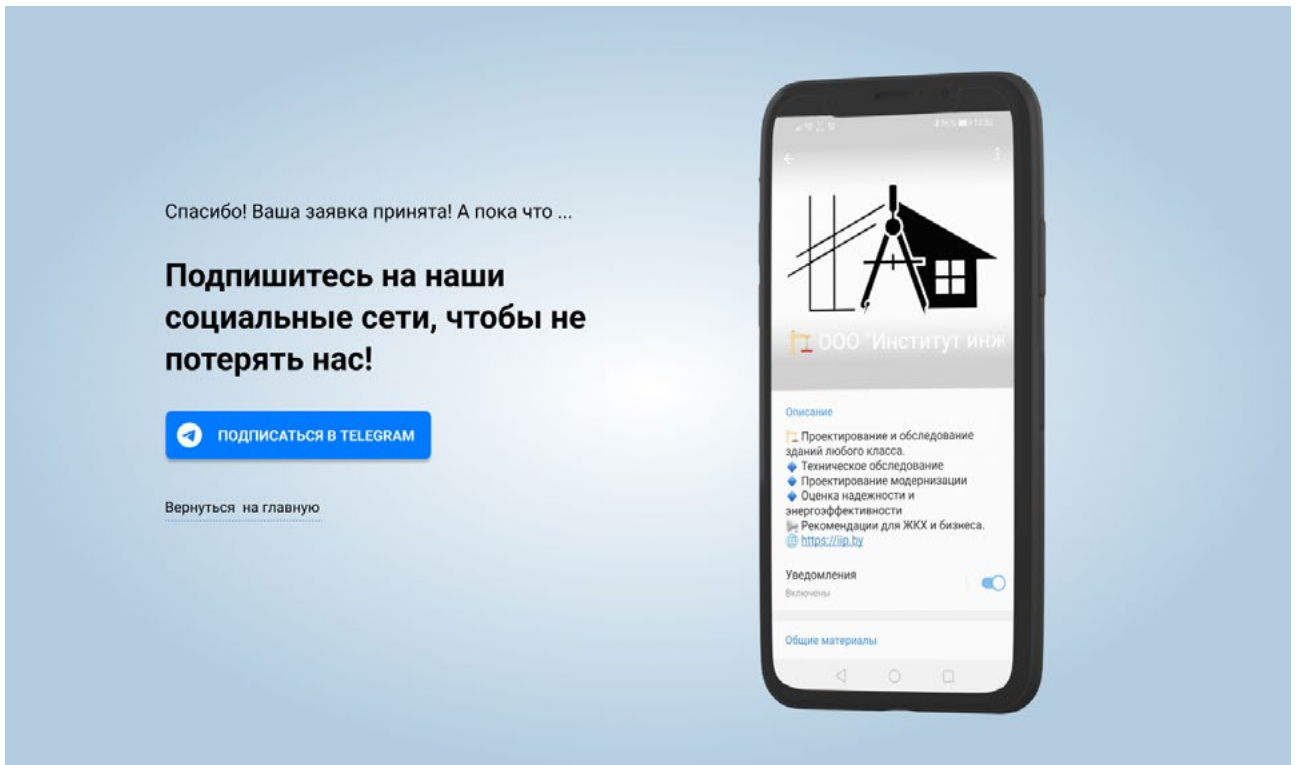 Спасибо! Ваша заявка принята! А пока что ...
Подпишитесь на наши
социальные сети, чтобы не
потерять нас!
ПОДПИСАТЬСЯ В TELEGRAM
Вернуться на главную
ООО "Институт инж
Описание
Проектирование и обследование
зданий любого класса.
Техническое обследование
Проектирование модернизации
Оценка надежности и
энергоэффективности
Рекомендации для ЖКХ и бизнеса.
https://iip.by
Уведомления
Включены
Общие материалы